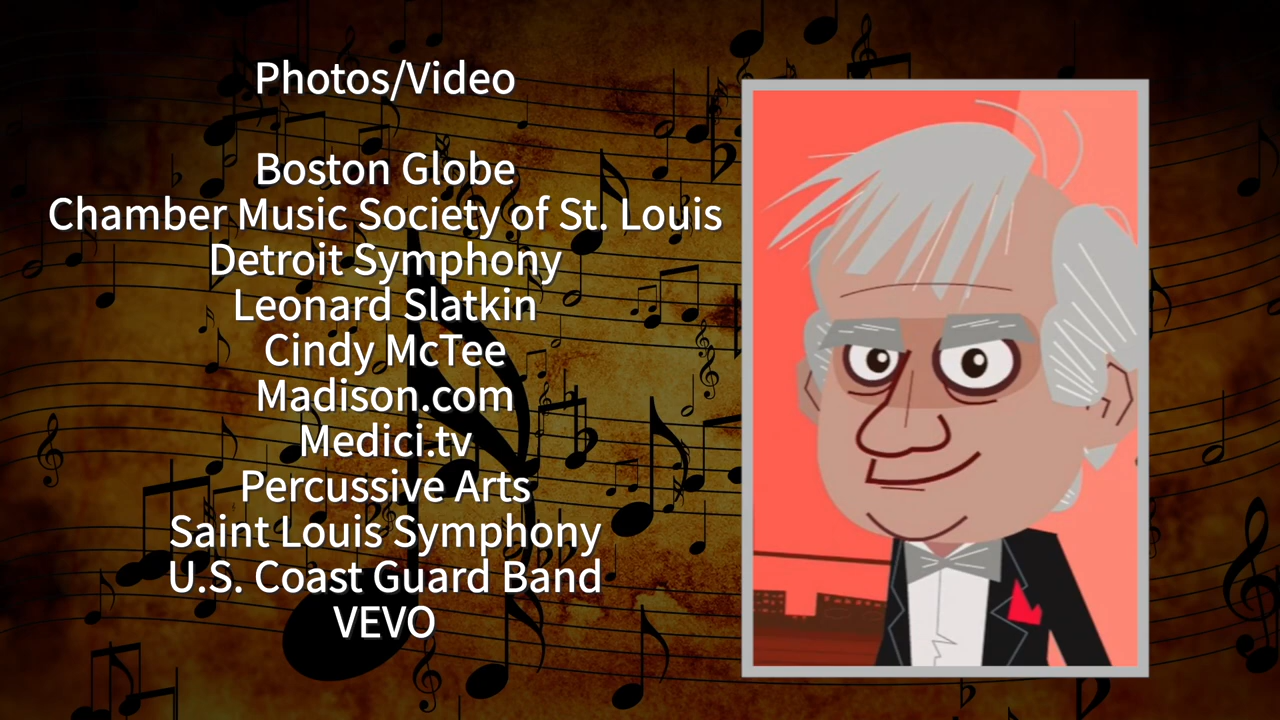 Photos/Video
Boston Globe
Chamber Music Society of St. Louis
Detroit Symphony
Leonard Slatkin
Cindy McTee
Madison.com
Medici.tv
Percussive Arts
Saint Louis Symphony
U.S. Coast Guard Band
VEVO